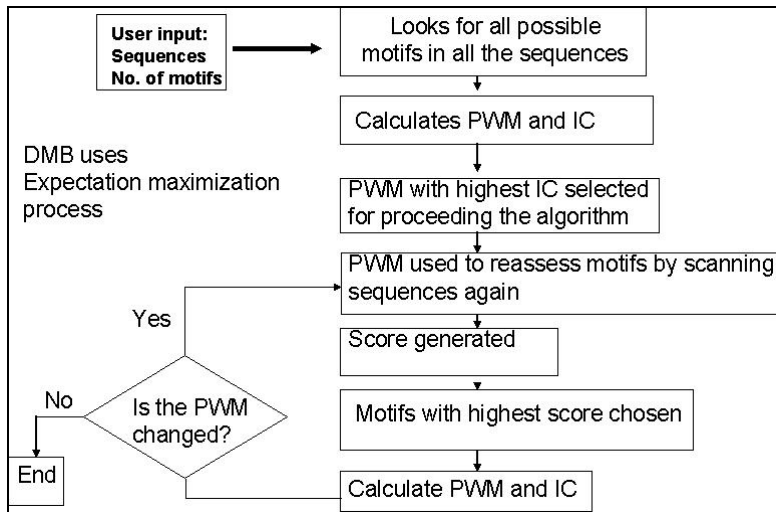 User input:
Sequences
No. of motifs
Looks for all possible
motifs in all the sequences
Calculates PWM and IC
DMB uses
Expectation maximization
process
PWM with highest IC selected
for proceeding the algorithm
PWM used to reassess motifs by scanning
sequences again
Yes
Score generated
No
Is the PWM
changed?
Motifs with highest score chosen
End
Calculate PWM and IC